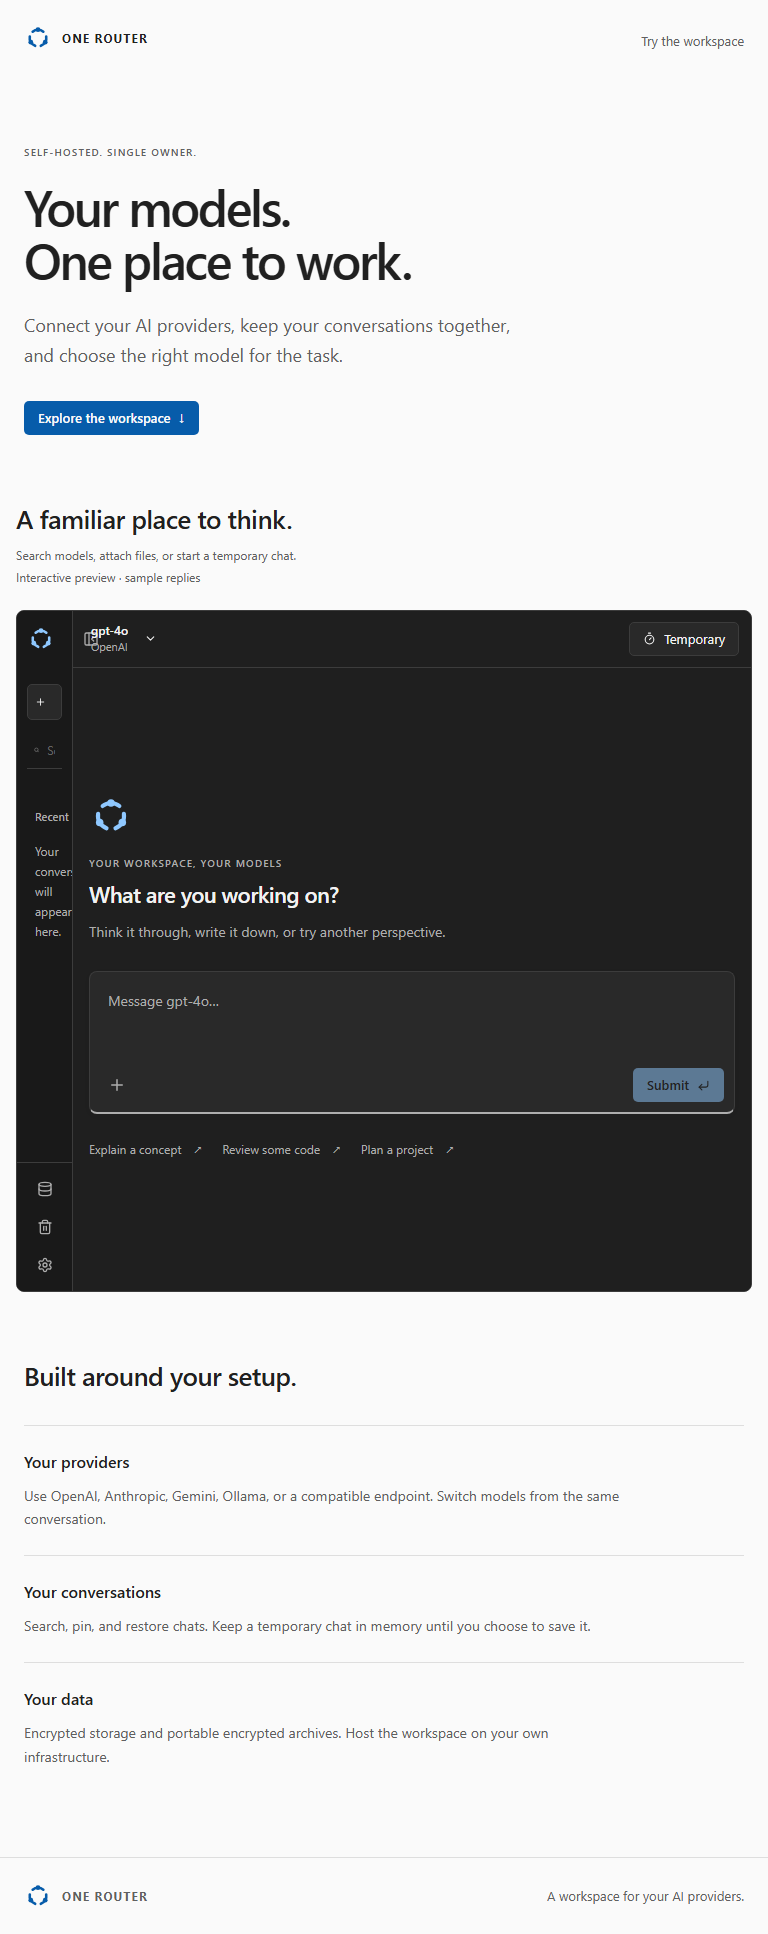 ONE ROUTER
Try the workspace
SELF-HOSTED. SINGLE OWNER.
Your models.
One place to work.
Connect your AI providers, keep your conversations together,
and choose the right model for the task.
Explore the workspace ↓
A familiar place to think.
Search models, attach files, or start a temporary chat.
Interactive preview · sample replies
gpt-4o
OpenAI
Temporary
+
Recent
Your
conver
will
appear
here.
YOUR WORKSPACE, YOUR MODELS
What are you working on?
Think it through, write it down, or try another perspective.
Message gpt-4o...
Submit
Explain a concept ↗ Review some code ↗ Plan a project ↗
Built around your setup.
Your providers
Use OpenAI, Anthropic, Gemini, Ollama, or a compatible endpoint. Switch models from the same
conversation.
Your conversations
Search, pin, and restore chats. Keep a temporary chat in memory until you choose to save it.
Your data
Encrypted storage and portable encrypted archives. Host the workspace on your own
infrastructure.
ONE ROUTER
A workspace for your AI providers.